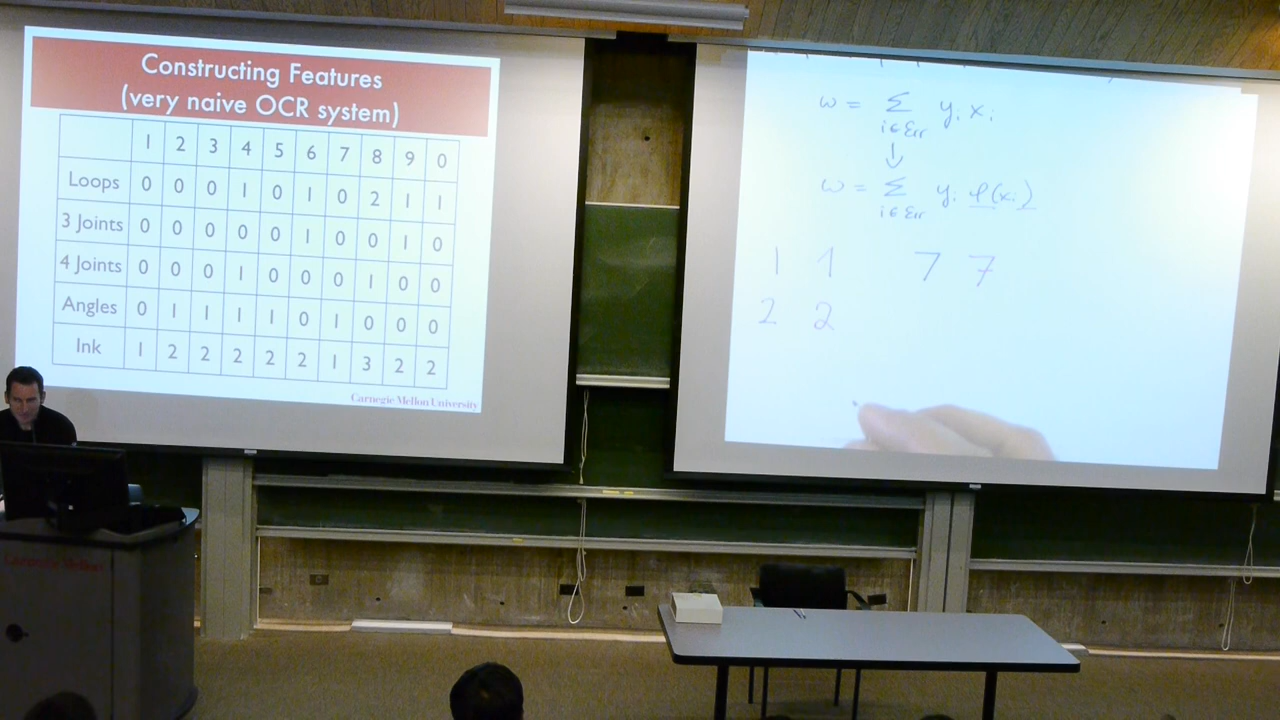 Constructing Features
(very naive OCR system)
1 2 3 4 5 6 7 8 9 0
Loops 0 0 0 1 0 1 0 2 1 1
3 Joints 0 0 0 0 0 1 0 0 1 0
4 Joints 0 0 0 1 0 0 0 1 0 0
Angles 0 1 1 1 1 0 1 0 0 0
Ink 1 2 2 2 2 2 1 3 2 2
Carnegie Mellon University
w = Σ y_i x_i
i ∈ Err
↓
w = Σ y_i φ(x_i)
i ∈ Err
1 1 7 7
2 2
Carnegie Mellon